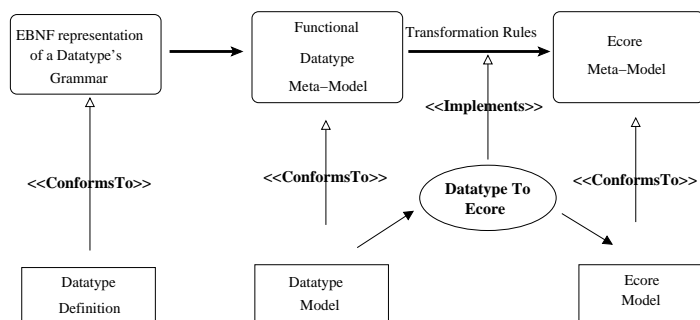 EBNF representation
of a Datatype's
Grammar
Functional
Datatype
Meta–Model
Transformation Rules
Ecore
Meta–Model
<<Implements>>
<<ConformsTo>>
<<ConformsTo>>
<<ConformsTo>>
Datatype To
Ecore
Datatype
Definition
Datatype
Model
Ecore
Model